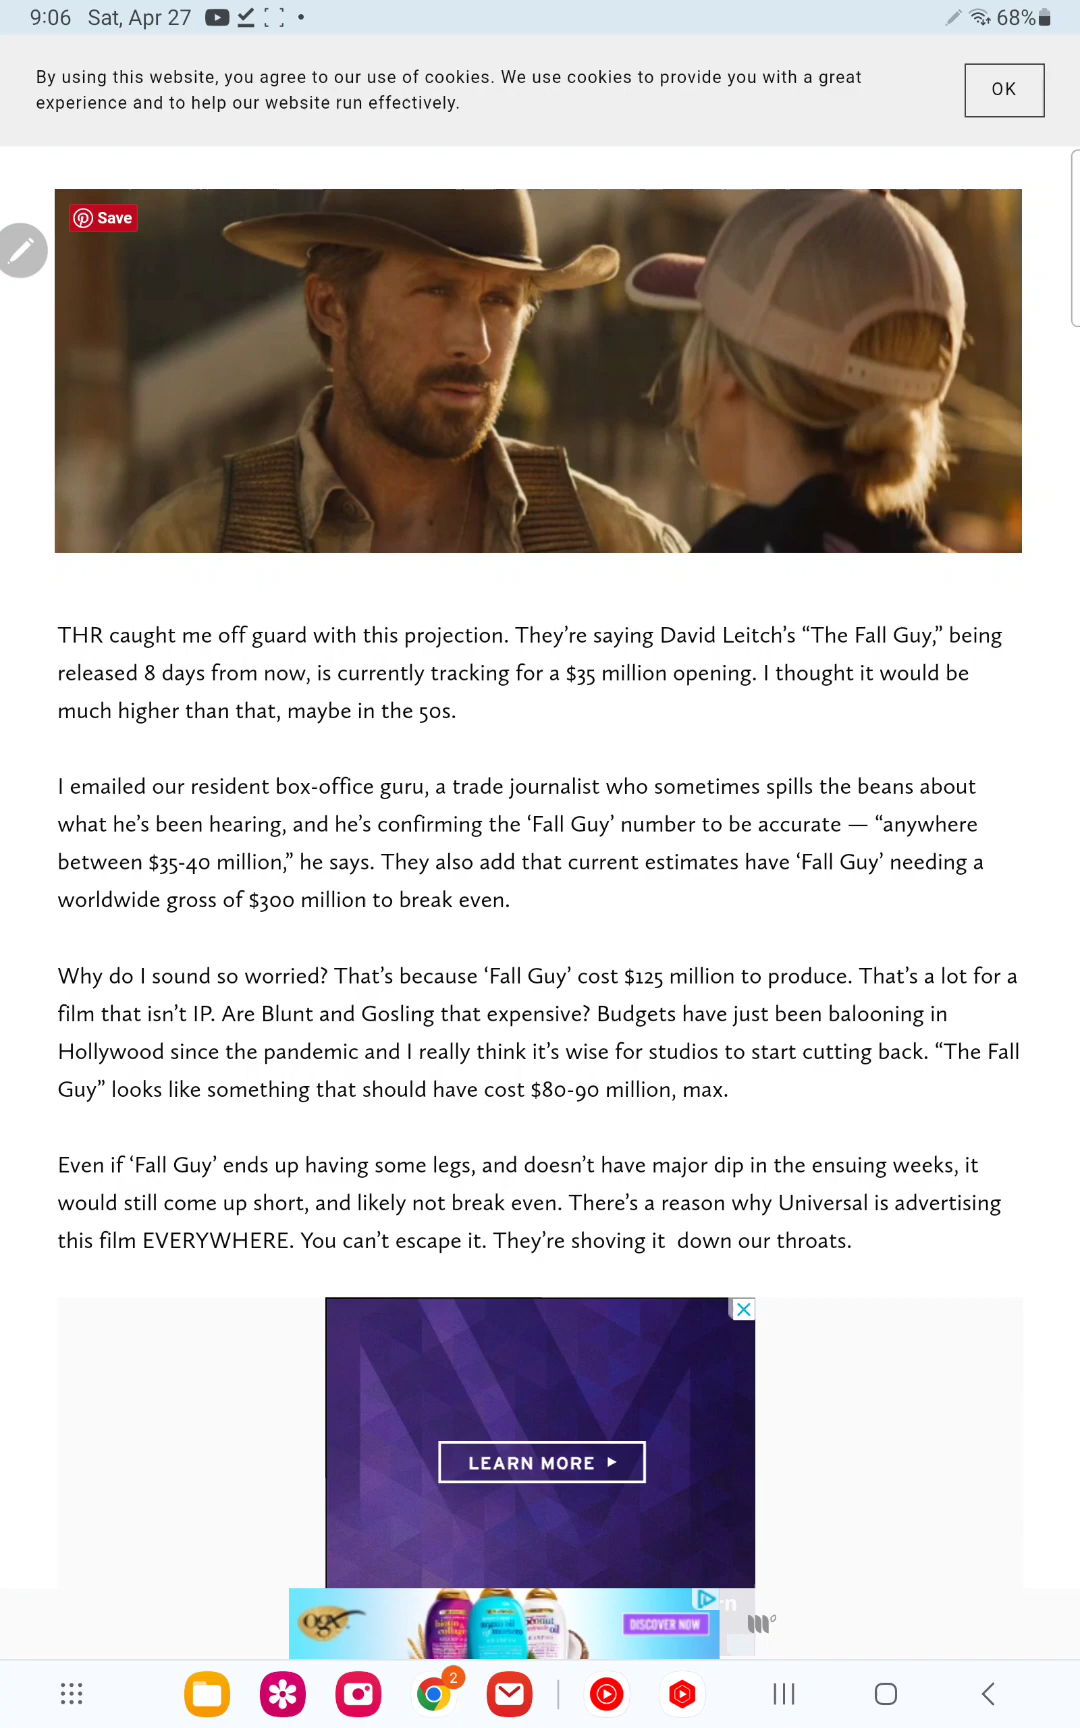 9:06 Sat, Apr 27
68%
By using this website, you agree to our use of cookies. We use cookies to provide you with a great
experience and to help our website run effectively.
OK
Save
THR caught me off guard with this projection. They’re saying David Leitch’s “The Fall Guy,” being
released 8 days from now, is currently tracking for a $35 million opening. I thought it would be
much higher than that, maybe in the 50s.
I emailed our resident box-office guru, a trade journalist who sometimes spills the beans about
what he’s been hearing, and he’s confirming the ‘Fall Guy’ number to be accurate — “anywhere
between $35-40 million,” he says. They also add that current estimates have ‘Fall Guy’ needing a
worldwide gross of $300 million to break even.
Why do I sound so worried? That’s because ‘Fall Guy’ cost $125 million to produce. That’s a lot for a
film that isn’t IP. Are Blunt and Gosling that expensive? Budgets have just been balooning in
Hollywood since the pandemic and I really think it’s wise for studios to start cutting back. “The Fall
Guy” looks like something that should have cost $80-90 million, max.
Even if ‘Fall Guy’ ends up having some legs, and doesn’t have major dip in the ensuing weeks, it
would still come up short, and likely not break even. There’s a reason why Universal is advertising
this film EVERYWHERE. You can’t escape it. They’re shoving it down our throats.
LEARN MORE
ogx
biotin
collagen
argan oil
of morocco
coconut
oil
DISCOVER NOW
2